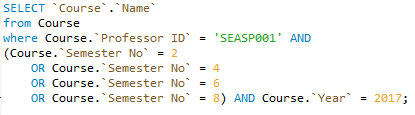 SELECT `Course`.`Name`
from Course
where Course.`Professor ID` = 'SEASP001' AND
(Course.`Semester No` = 2
OR Course.`Semester No` = 4
OR Course.`Semester No` = 6
OR Course.`Semester No` = 8) AND Course.`Year` = 2017;